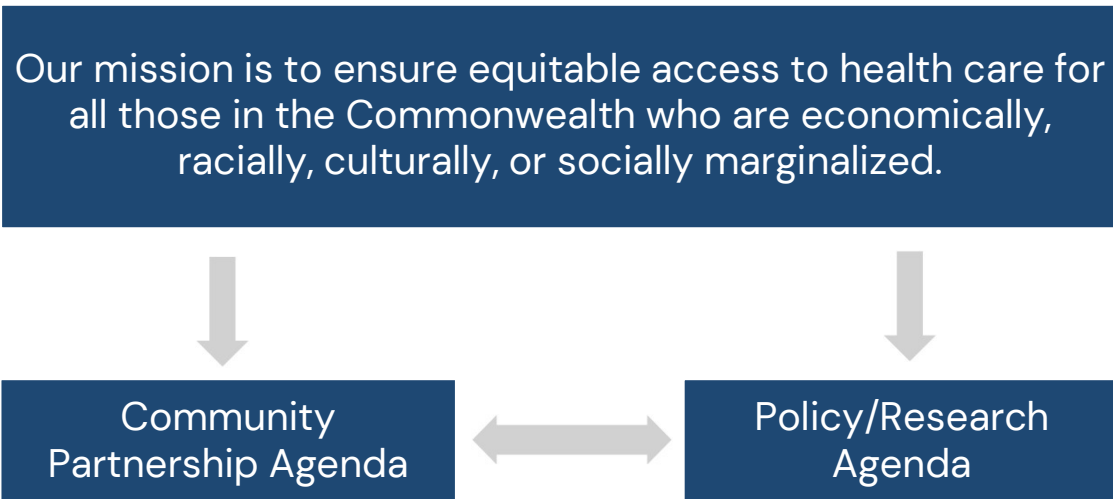 Our mission is to ensure equitable access to health care for
all those in the Commonwealth who are economically,
racially, culturally, or socially marginalized.
Community
Partnership Agenda
Policy/Research
Agenda